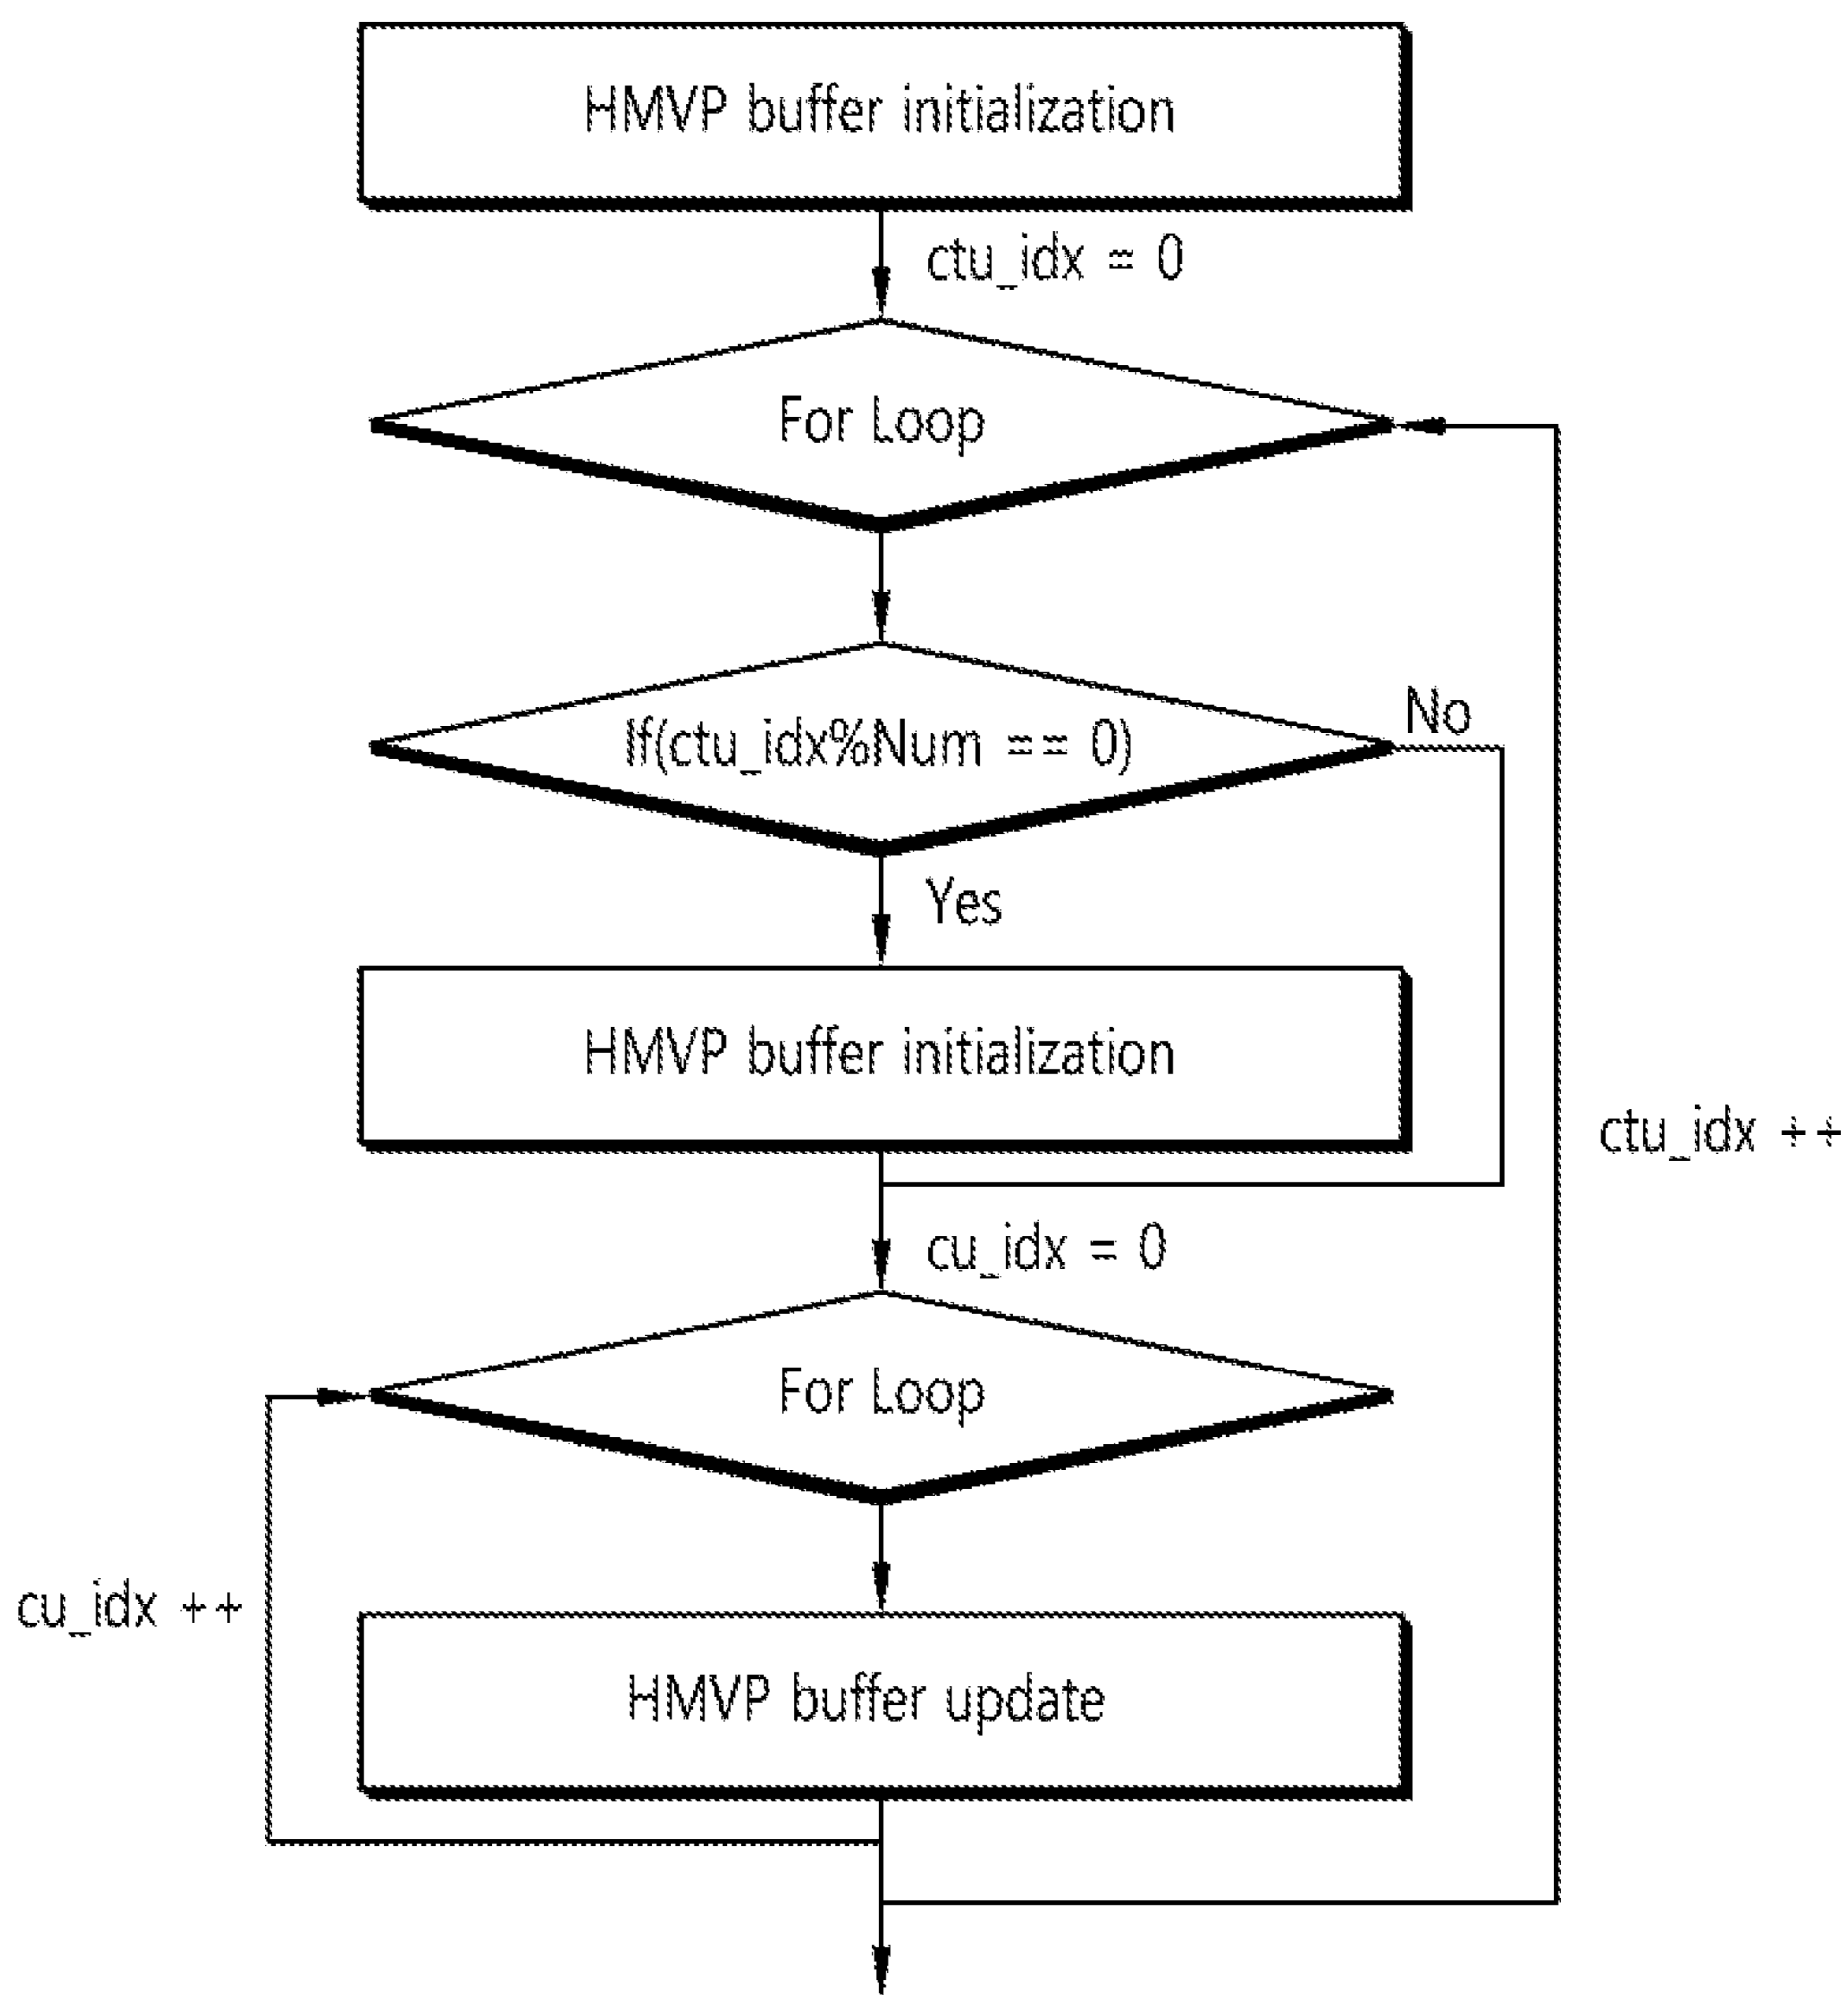 HMVP buffer initialization
ctu_idx = 0
For Loop
If(ctu_idx%Num == 0)
No
Yes
HMVP buffer initialization
ctu_idx ++
cu_idx = 0
For Loop
cu_idx ++
HMVP buffer update